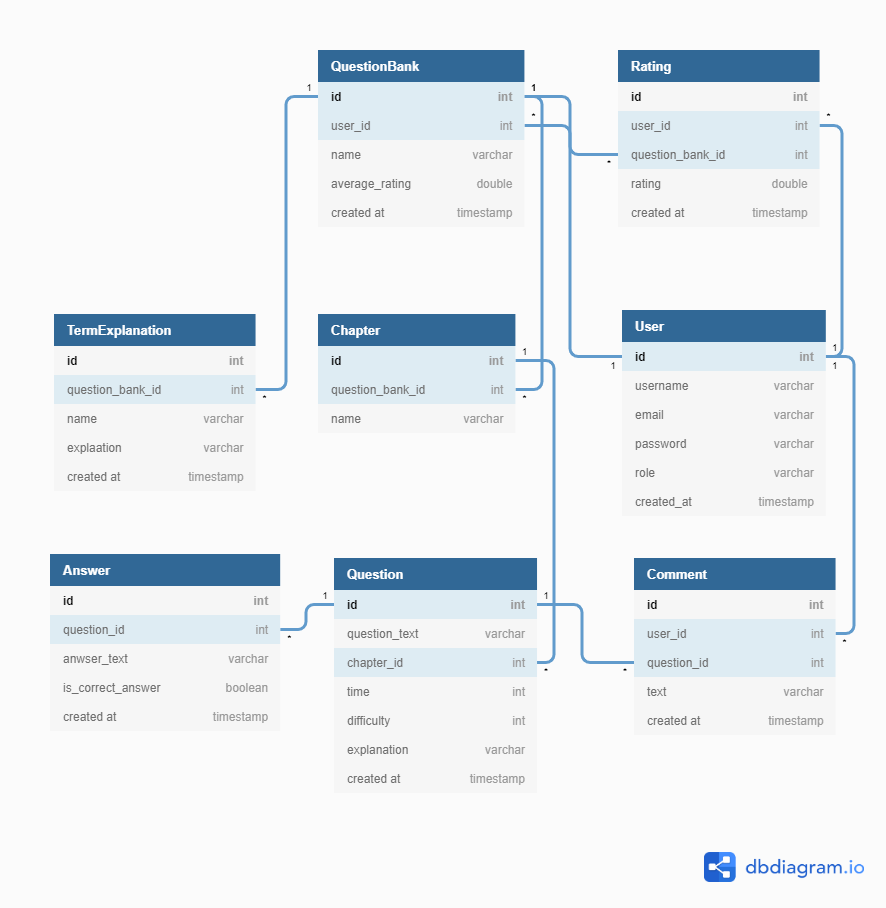 QuestionBank
1 id int 1
user_id int *
name varchar
average_rating double
created at timestamp
Rating
id int
user_id int *
* question_bank_id int
rating double
created at timestamp
TermExplanation
id int
question_bank_id int *
name varchar
explaation varchar
created at timestamp
Chapter
id int 1
question_bank_id int *
name varchar
User
1 id int 1
1
username varchar
email varchar
password varchar
role varchar
created_at timestamp
Answer
id int
question_id int *
anwser_text varchar
is_correct_answer boolean
created at timestamp
Question
1 id int 1
question_text varchar
chapter_id int *
time int
difficulty int
explanation varchar
created at timestamp
Comment
id int
user_id int *
* question_id int
text varchar
created at timestamp
dbdiagram.io